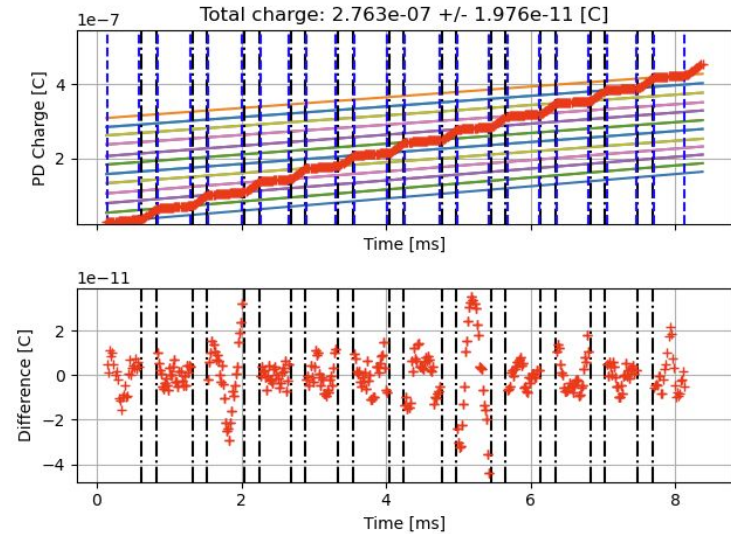 Total charge: 2.763e-07 +/- 1.976e-11 [C]
1e-7
4
2
PD Charge [C]
Time [ms]
1e-11
2
0
−2
−4
Difference [C]
0 2 4 6 8
Time [ms]